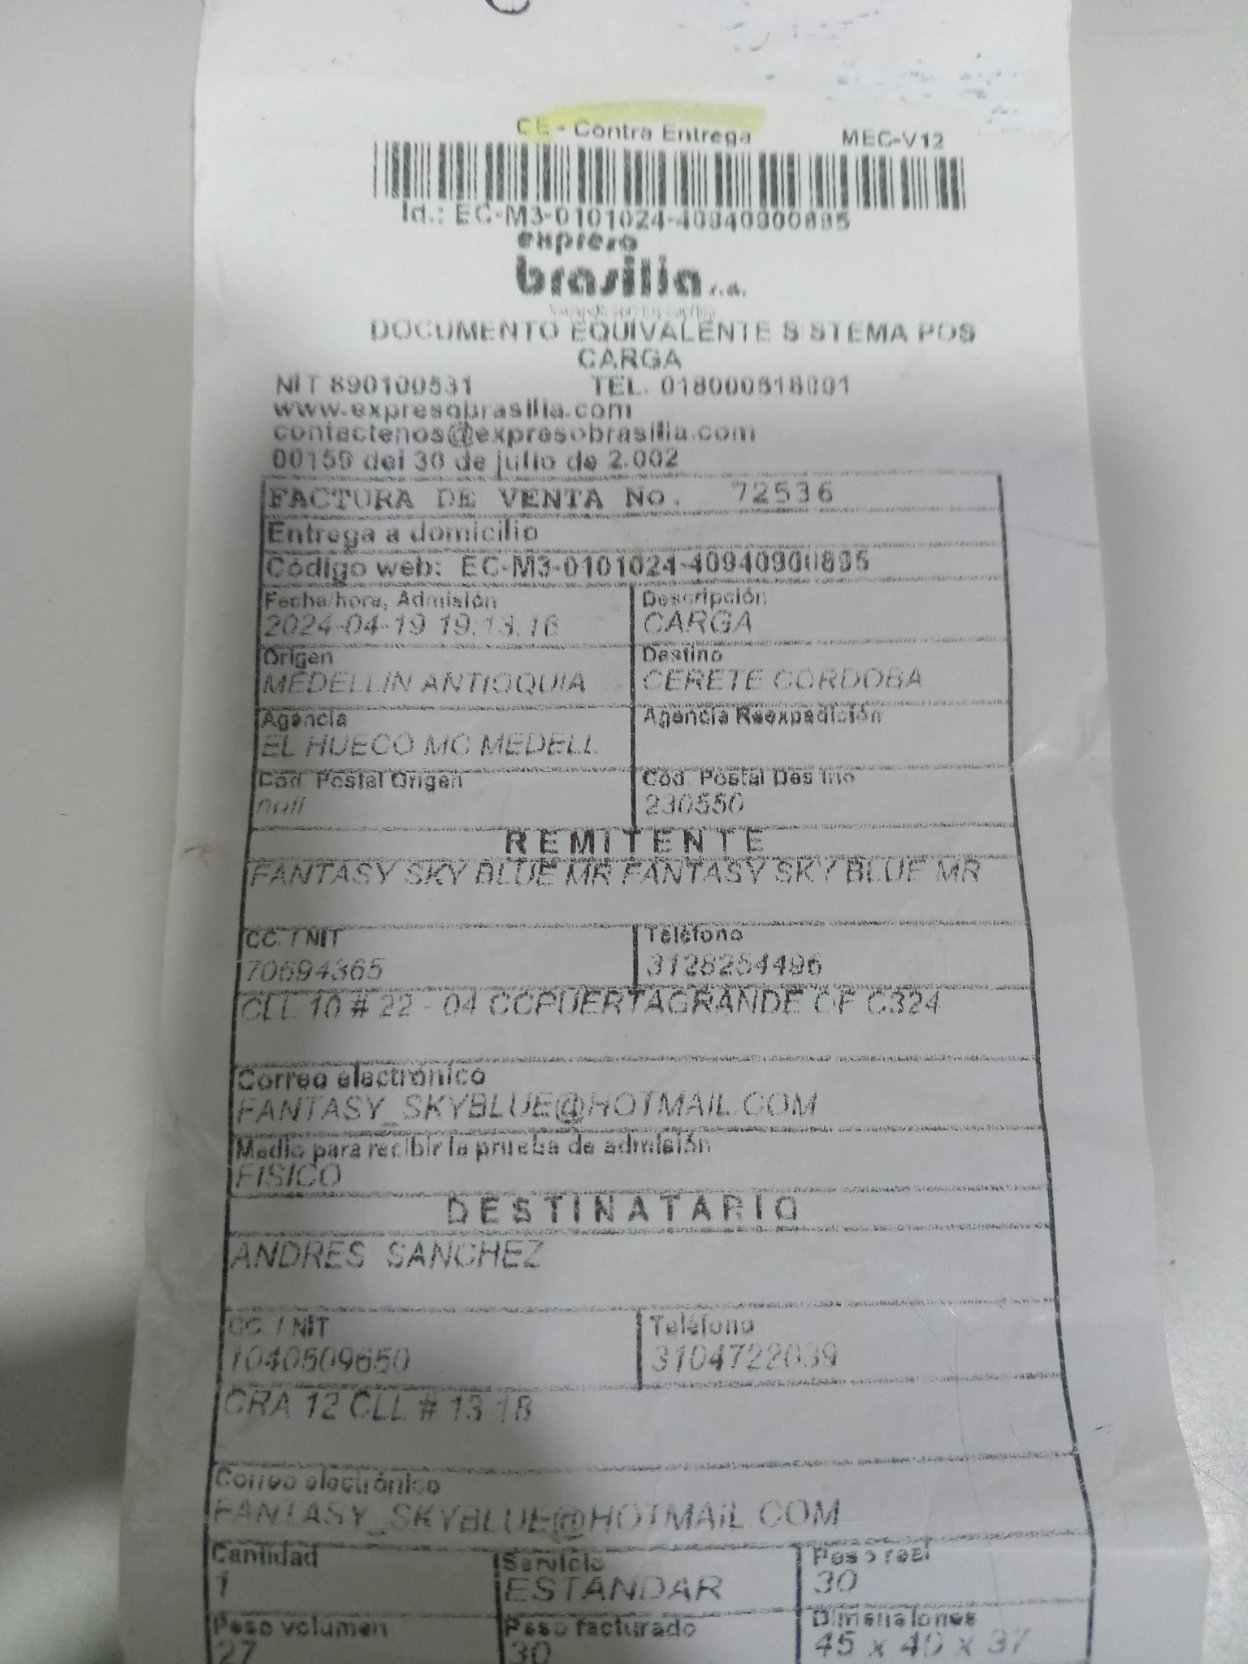 CE - Contra Entrega MEC-V12
Id.: EC-M3-0101024-40940900895
expreso
brasilia s.a.
DOCUMENTO EQUIVALENTE SISTEMA POS
CARGA
NIT 890100531 TEL. 018000518001
www.expresobrasilia.com
contactenos@expresobrasilia.com
00159 del 30 de julio de 2.002
FACTURA DE VENTA No. 72536
Entrega a domicilio
Código web: EC-M3-0101024-40940900895
Fecha/hora, Admisión Descripción
2024-04-19 19:13:16 CARGA
Origen Destino
MEDELLIN ANTIOQUIA CERETE CORDOBA
Agencia Agencia Reexpedición
EL HUECO MC MEDELL
Cód. Postal Origen Cód. Postal Destino
null 230550
REMITENTE
FANTASY SKY BLUE MR FANTASY SKY BLUE MR
CC. / NIT Teléfono
70694365 3128254496
CLL 10 # 22 - 04 CCPUERTAGRANDE OF C324
Correo electrónico
FANTASY_SKYBLUE@HOTMAIL.COM
Medio para recibir la prueba de admisión
FISICO
DESTINATARIO
ANDRES SANCHEZ
CC. / NIT Teléfono
1040509650 3104722039
CRA 12 CLL # 13 18
Correo electrónico
FANTASY_SKYBLUE@HOTMAIL.COM
Cantidad Servicio Peso real
1 ESTANDAR 30
Peso volumen Peso facturado Dimensiones
27 30 45 x 40 x 37